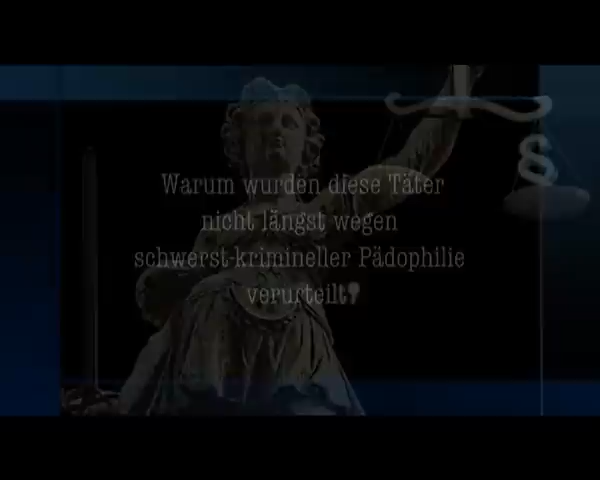 §
Warum wurden diese Täter
nicht längst wegen
schwerst-krimineller Pädophilie
verurteilt?